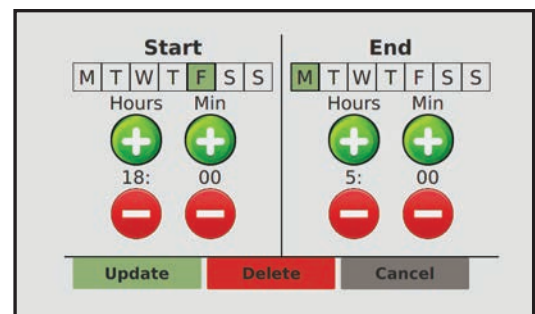 Start End
M T W T F S S M T W T F S S
Hours Min Hours Min
18: 00 5: 00
Update Delete Cancel